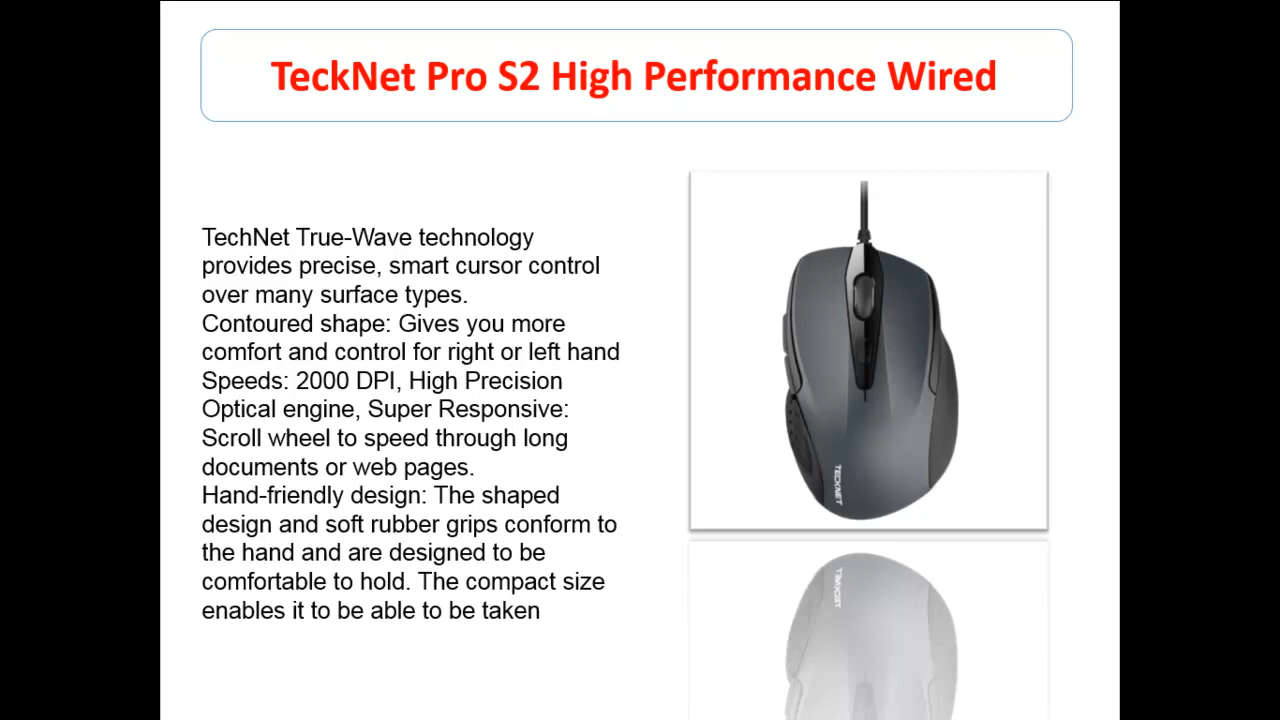 TeckNet Pro S2 High Performance Wired
TechNet True-Wave technology
provides precise, smart cursor control
over many surface types.
Contoured shape: Gives you more
comfort and control for right or left hand
Speeds: 2000 DPI, High Precision
Optical engine, Super Responsive:
Scroll wheel to speed through long
documents or web pages.
Hand-friendly design: The shaped
design and soft rubber grips conform to
the hand and are designed to be
comfortable to hold. The compact size
enables it to be able to be taken
TECKNET
TECKNET